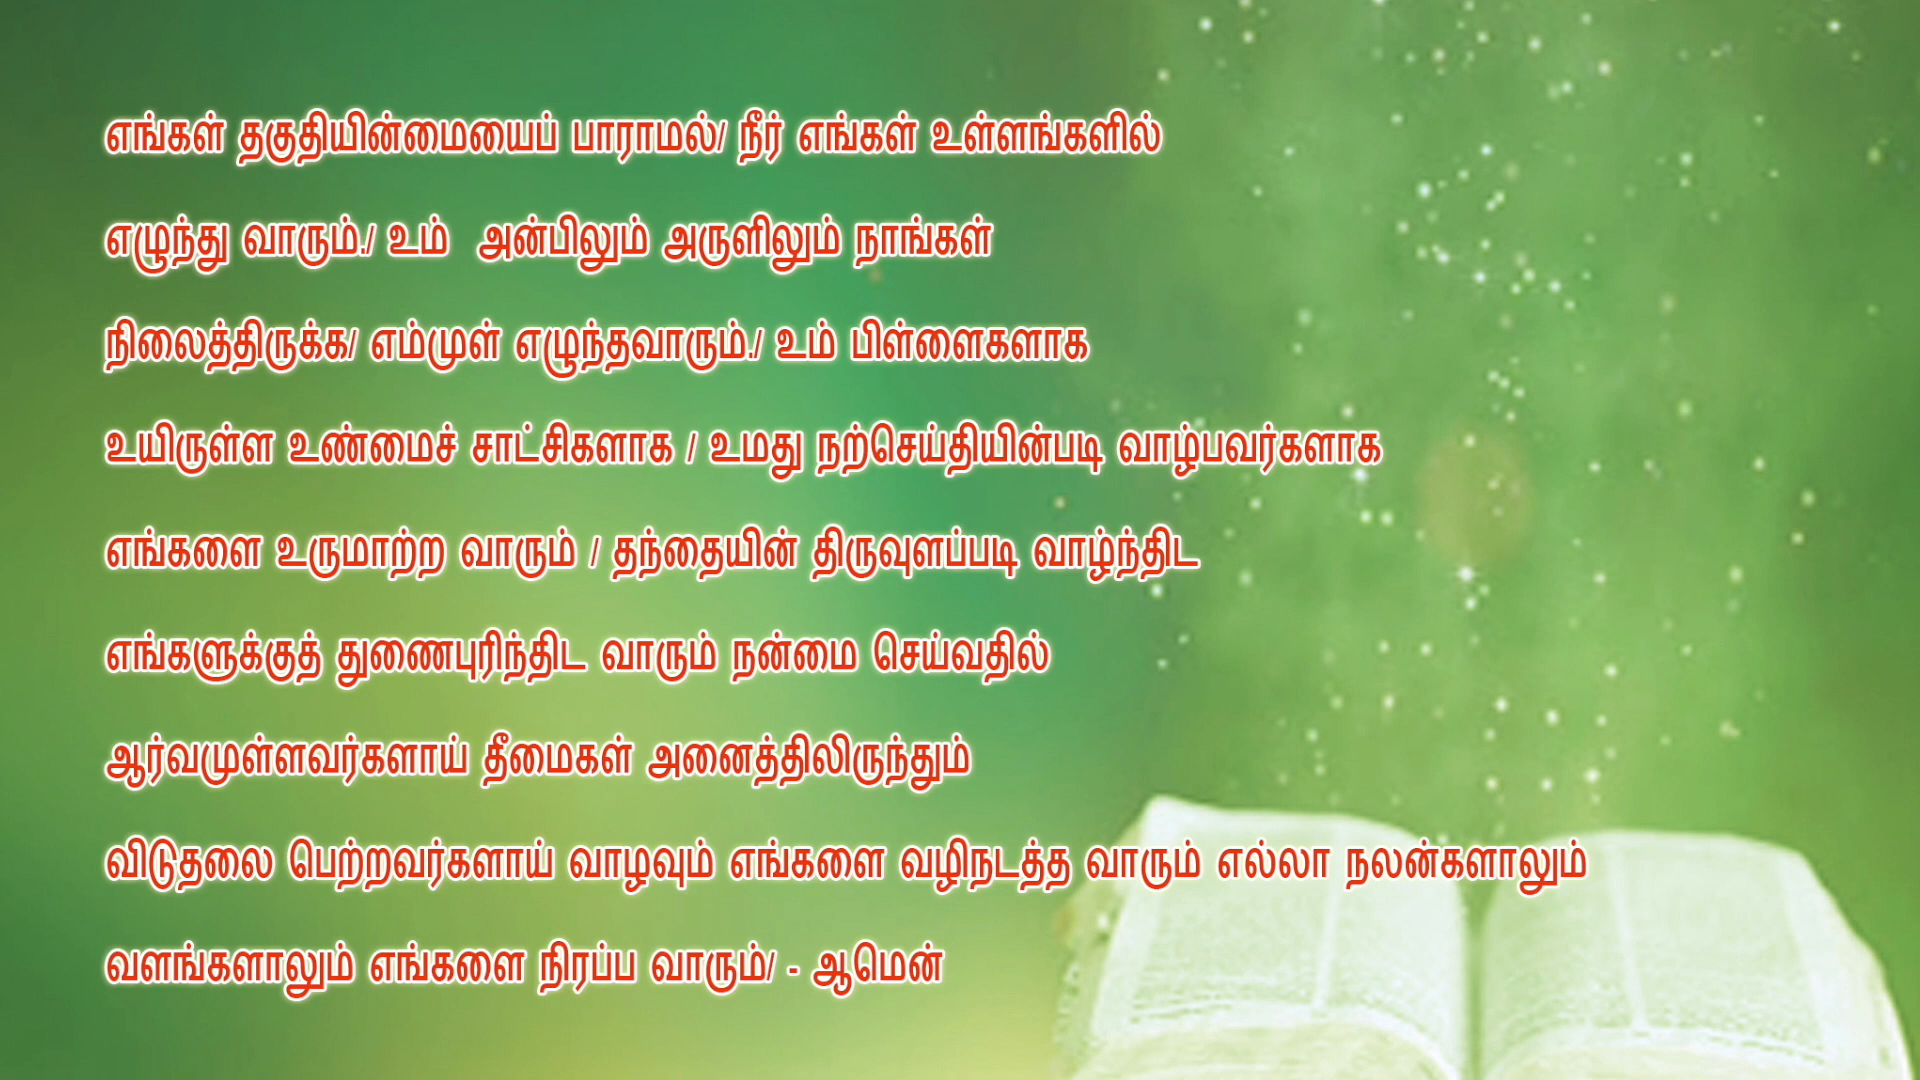 எங்கள் தகுதியின்மையைப் பாராமல்/ நீர் எங்கள் உள்ளங்களில்
எழுந்து வாரும்./ உம் அன்பிலும் அருளிலும் நாங்கள்
நிலைத்திருக்க/ எம்முள் எழுந்தவாரும்./ உம் பிள்ளைகளாக
உயிருள்ள உண்மைச் சாட்சிகளாக / உமது நற்செய்தியின்படி வாழ்பவர்களாக
எங்களை உருமாற்ற வாரும் / தந்தையின் திருவுளப்படி வாழ்ந்திட
எங்களுக்குத் துணைபுரிந்திட வாரும் நன்மை செய்வதில்
ஆர்வமுள்ளவர்களாய் தீமைகள் அனைத்திலிருந்தும்
விடுதலை பெற்றவர்களாய் வாழவும் எங்களை வழிநடத்த வாரும் எல்லா நலன்களாலும்
வளங்களாலும் எங்களை நிரப்ப வாரும்/ - ஆமென்